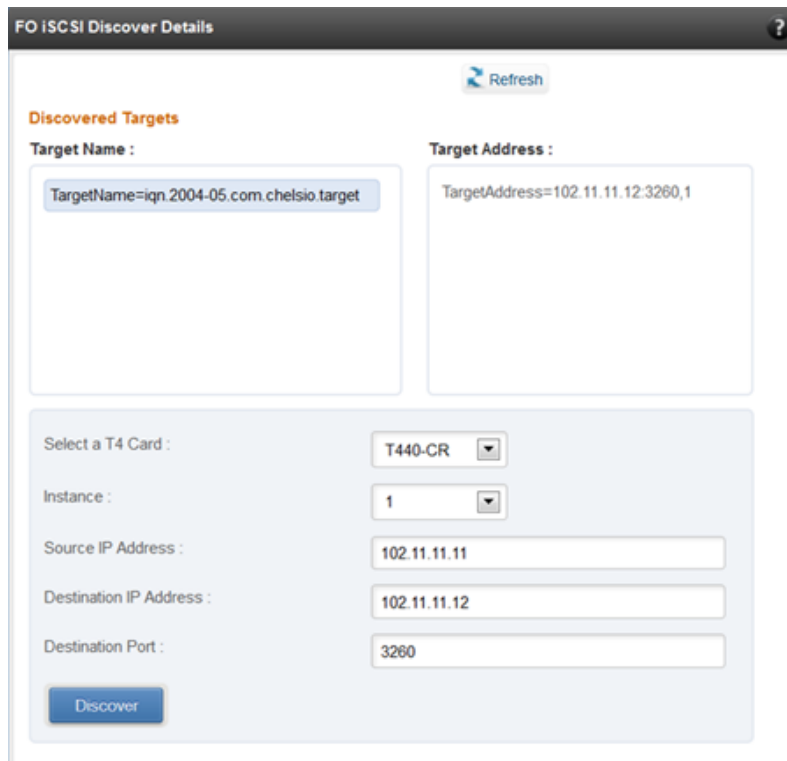 FO iSCSI Discover Details
?
Refresh
Discovered Targets
Target Name :
Target Address :
TargetName=iqn.2004-05.com.chelsio.target
TargetAddress=102.11.11.12:3260,1
Select a T4 Card :
T440-CR
Instance :
1
Source IP Address :
102.11.11.11
Destination IP Address :
102.11.11.12
Destination Port :
3260
Discover